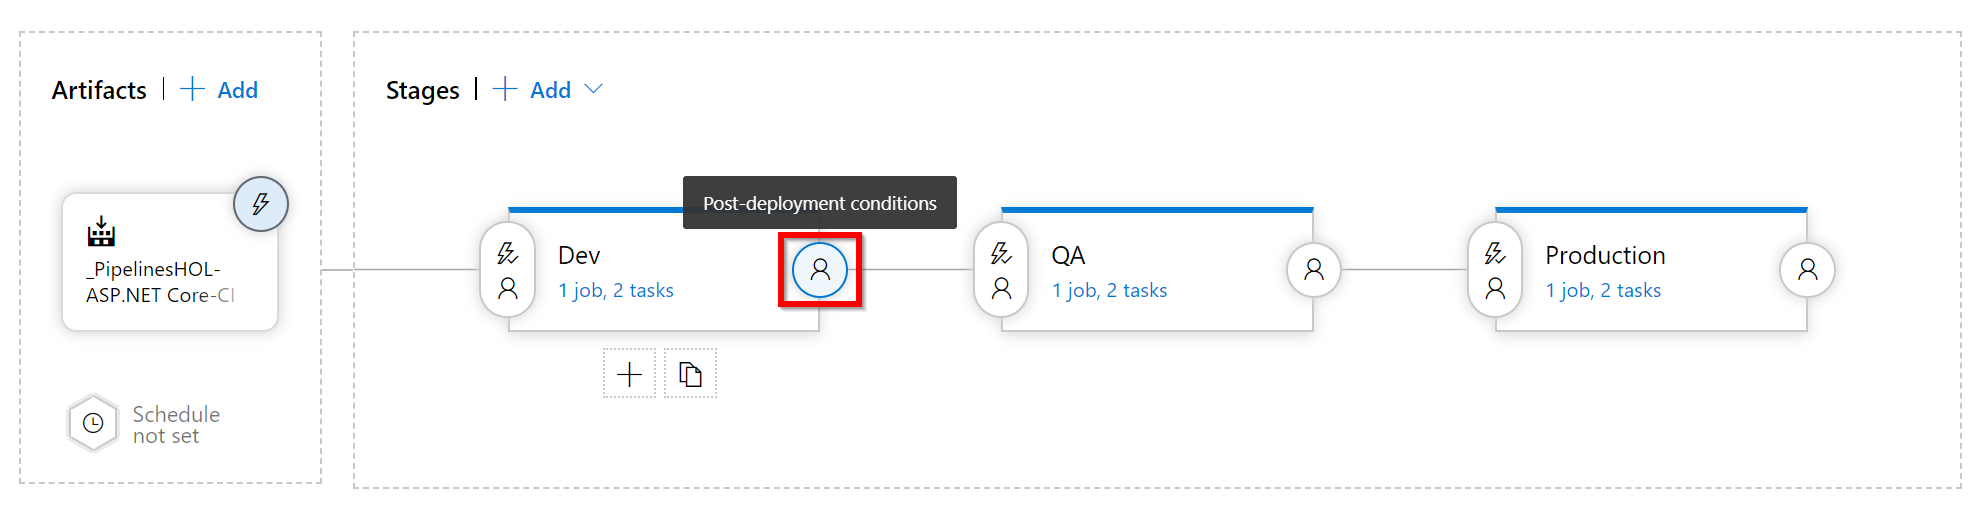 Artifacts | + Add
Stages | + Add
Post-deployment conditions
_PipelinesHOL-
ASP.NET Core-CI
Dev
1 job, 2 tasks
QA
1 job, 2 tasks
Production
1 job, 2 tasks
Schedule
not set